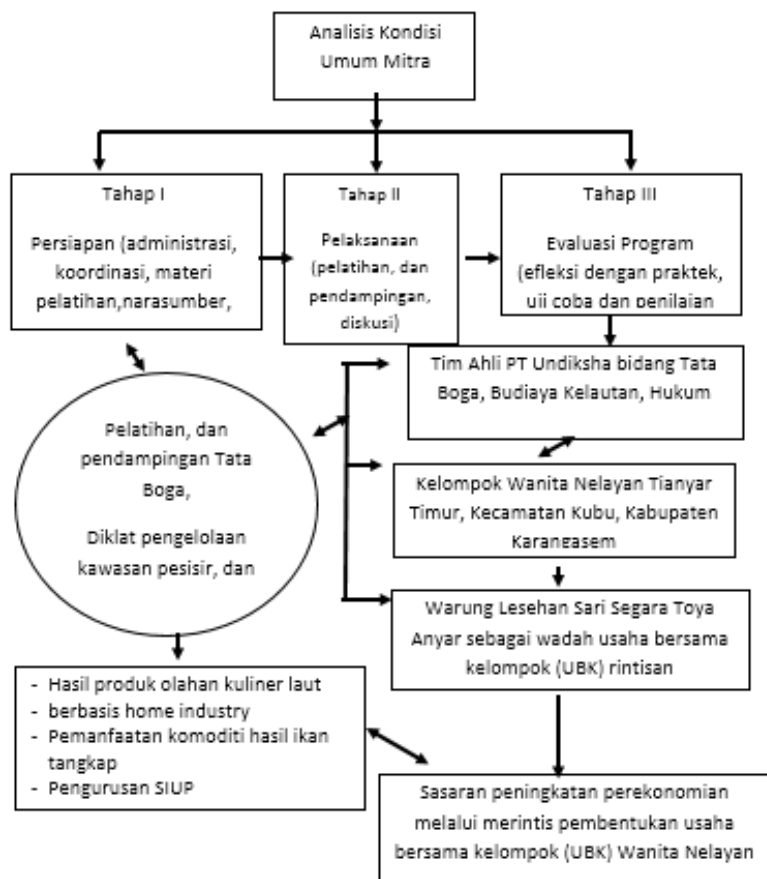 Analisis Kondisi
Umum Mitra
Tahap I
Persiapan (administrasi,
koordinasi, materi
pelatihan,narasumber,
Tahap II
Pelaksanaan
(pelatihan, dan
pendampingan,
diskusi)
Tahap III
Evaluasi Program
(efleksi dengan praktek,
uji coba dan penilaian
Tim Ahli PT Undiksha bidang Tata
Boga, Budiaya Kelautan, Hukum
Pelatihan, dan
pendampingan Tata
Boga,
Diklat pengelolaan
kawasan pesisir, dan
Kelompok Wanita Nelayan Tianyar
Timur, Kecamatan Kubu, Kabupaten
Karangasem
Warung Lesehan Sari Segara Toya
Anyar sebagai wadah usaha bersama
kelompok (UBK) rintisan
- Hasil produk olahan kuliner laut
- berbasis home industry
- Pemanfaatan komoditi hasil ikan
tangkap
- Pengurusan SIUP
Sasaran peningkatan perekonomian
melalui merintis pembentukan usaha
bersama kelompok (UBK) Wanita Nelayan